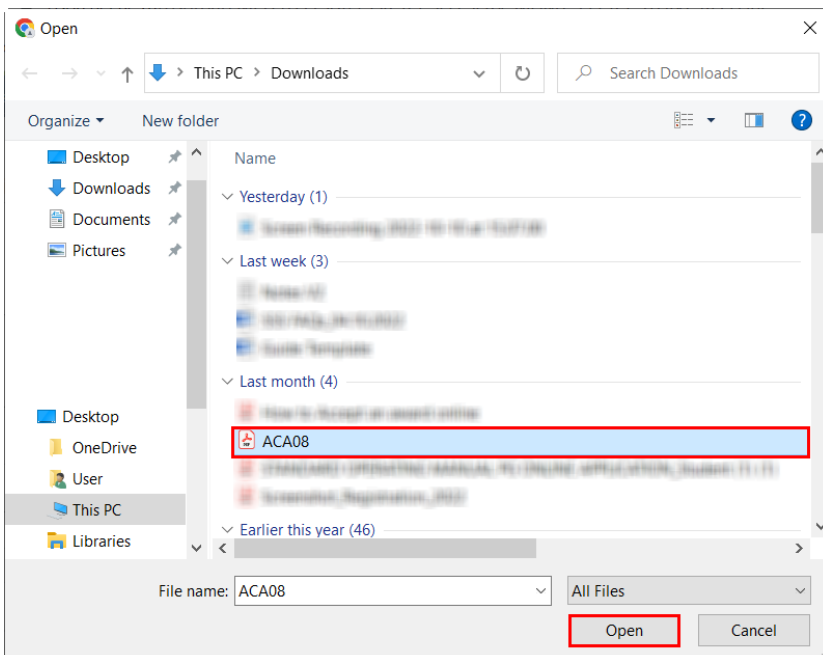 Open
This PC > Downloads
Search Downloads
Organize
New folder
Desktop
Downloads
Documents
Pictures
Desktop
OneDrive
User
This PC
Libraries
Name
Yesterday (1)
Last week (3)
Last month (4)
ACA08
Earlier this year (46)
File name: ACA08
All Files
Open
Cancel